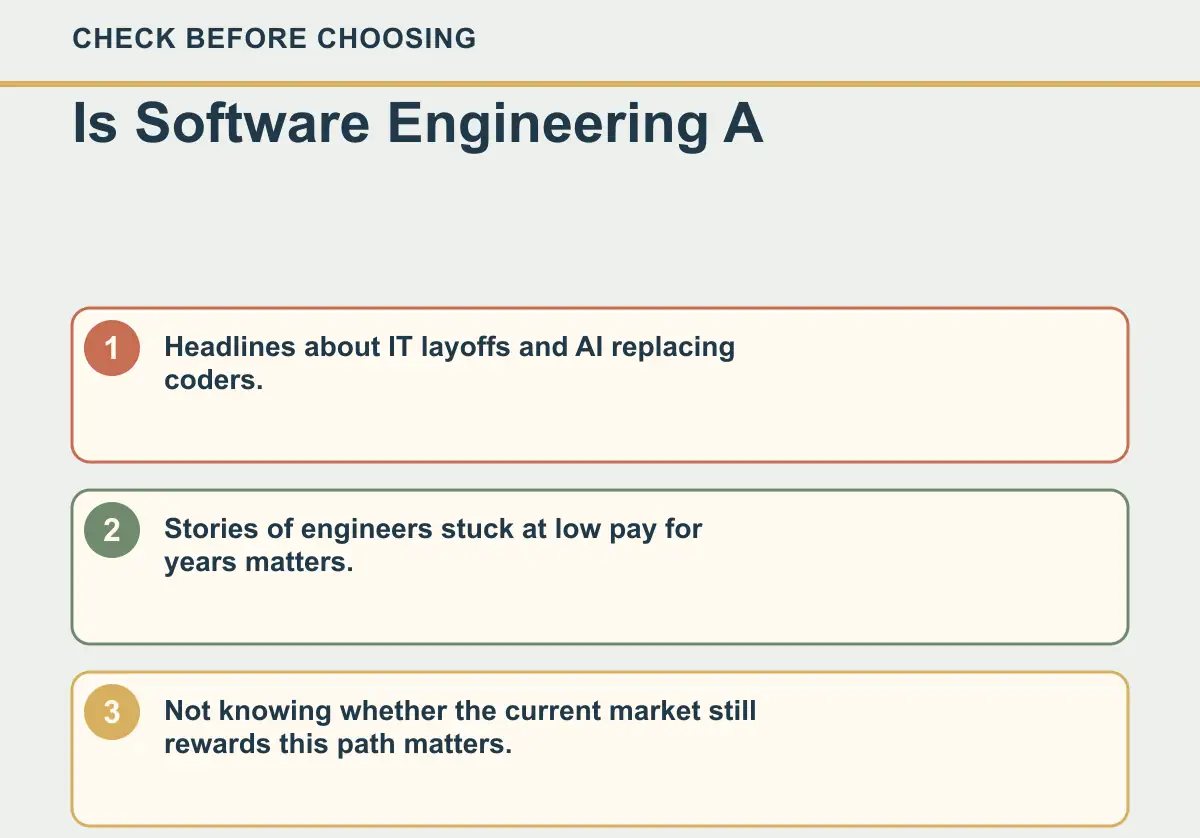 CHECK BEFORE CHOOSING
Is Software Engineering A
1
Headlines about IT layoffs and AI replacing
coders.
2
Stories of engineers stuck at low pay for
years matters.
3
Not knowing whether the current market still
rewards this path matters.